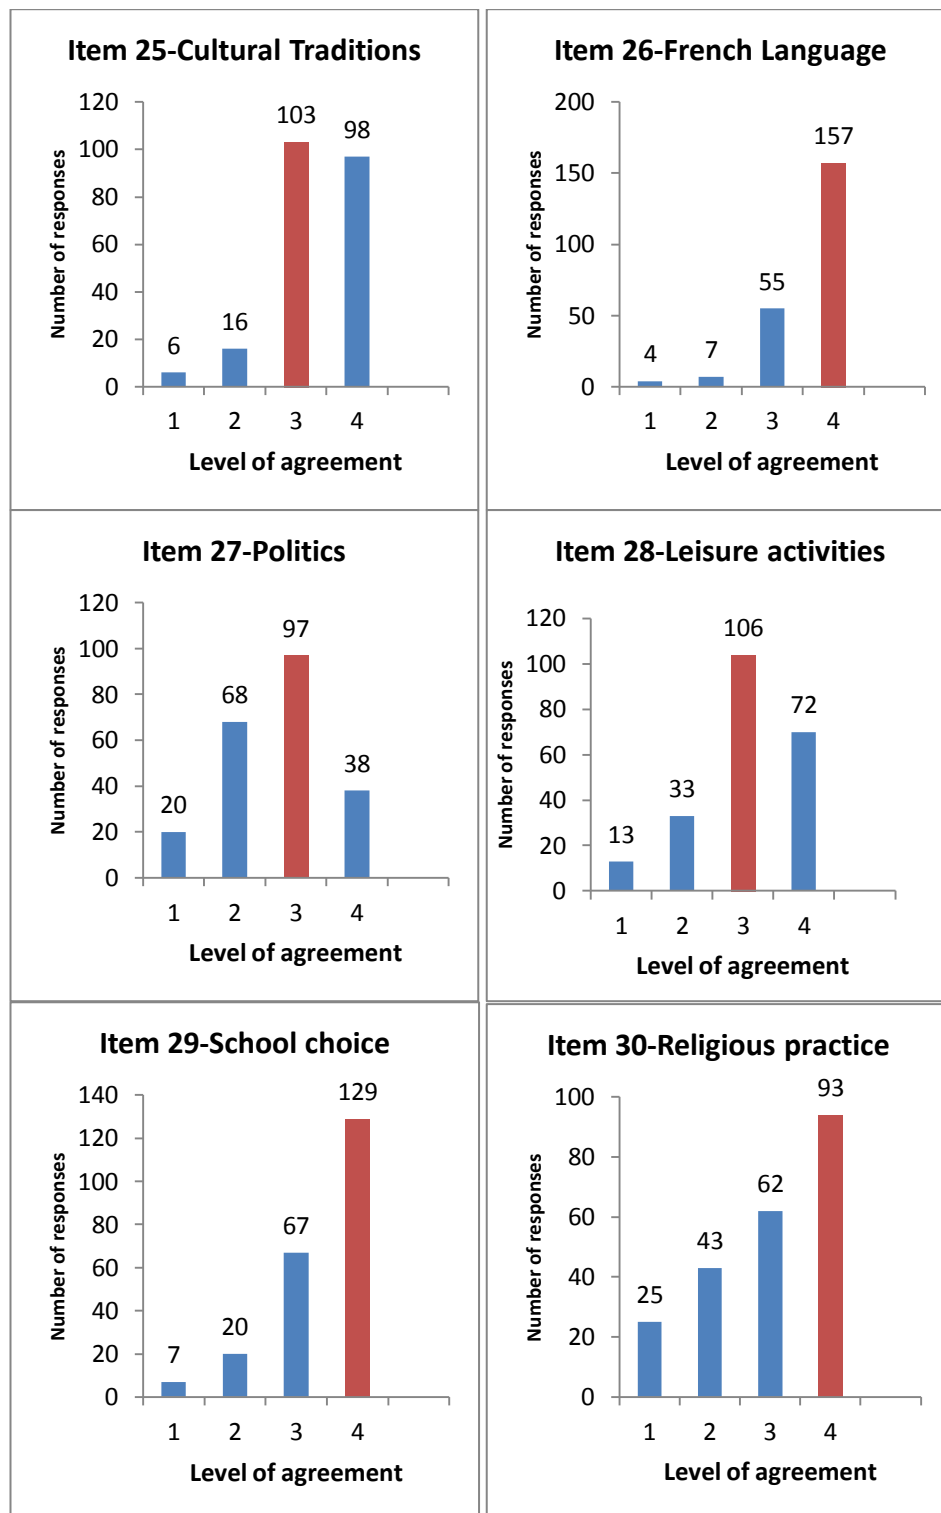 Item 25-Cultural Traditions
Number of responses
120
100
80
60
40
20
0
6
16
103
98
1 2 3 4
Level of agreement
Item 26-French Language
Number of responses
200
150
100
50
0
4
7
55
157
1 2 3 4
Level of agreement
Item 27-Politics
Number of responses
120
100
80
60
40
20
0
20
68
97
38
1 2 3 4
Level of agreement
Item 28-Leisure activities
Number of responses
120
100
80
60
40
20
0
13
33
106
72
1 2 3 4
Level of agreement
Item 29-School choice
Number of responses
140
120
100
80
60
40
20
0
7
20
67
129
1 2 3 4
Level of agreement
Item 30-Religious practice
Number of responses
100
80
60
40
20
0
25
43
62
93
1 2 3 4
Level of agreement